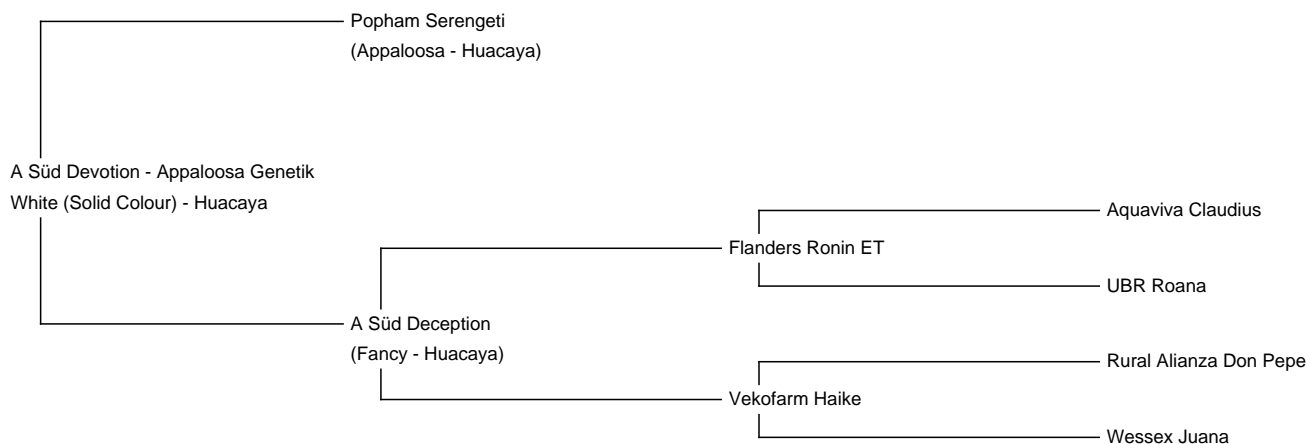 Popham Serengeti
(Appaloosa - Huacaya)
A Süd Devotion - Appaloosa Genetik
White (Solid Colour) - Huacaya
Aquaviva Claudius
Flanders Ronin ET
UBR Roana
A Süd Deception
(Fancy - Huacaya)
Rural Alianza Don Pepe
Vekofarm Haike
Wessex Juana